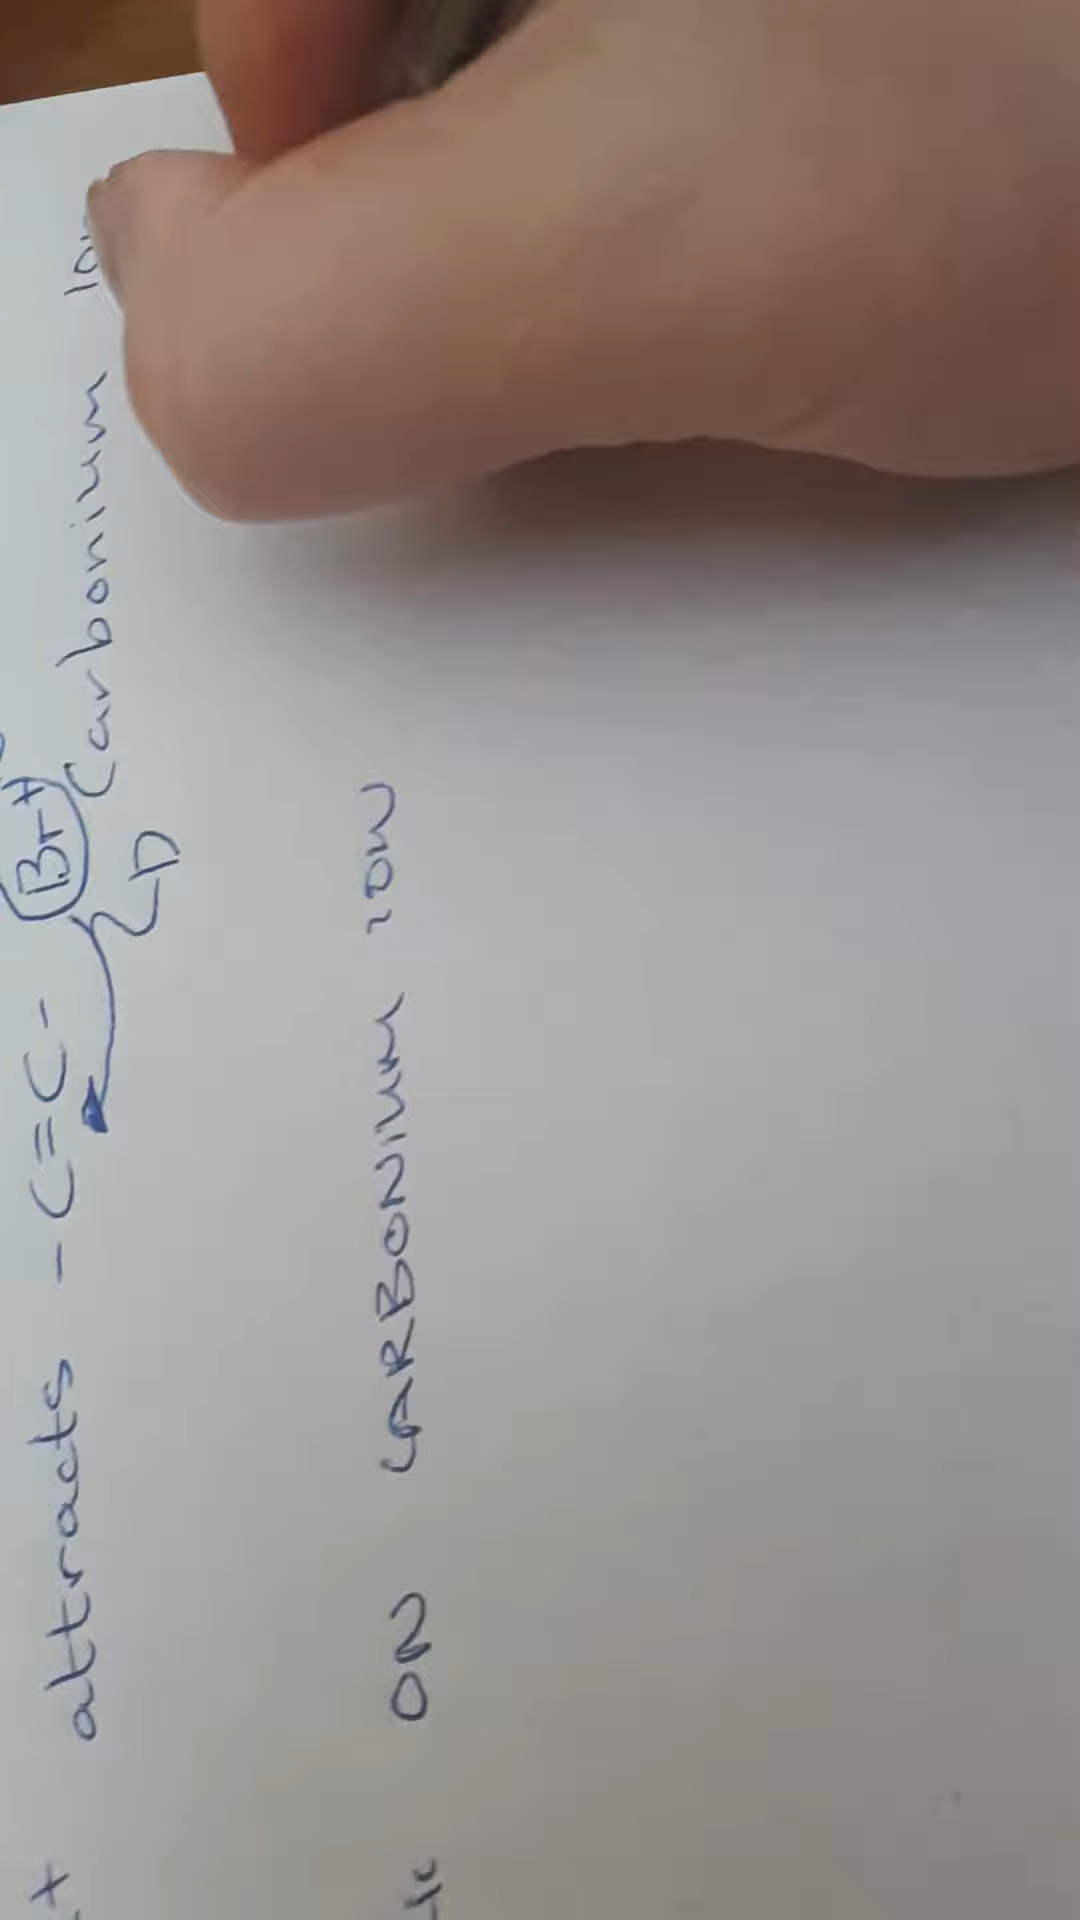 + attracts - C = C - Br+ Carbonium
D
ON CARBONIUM ION